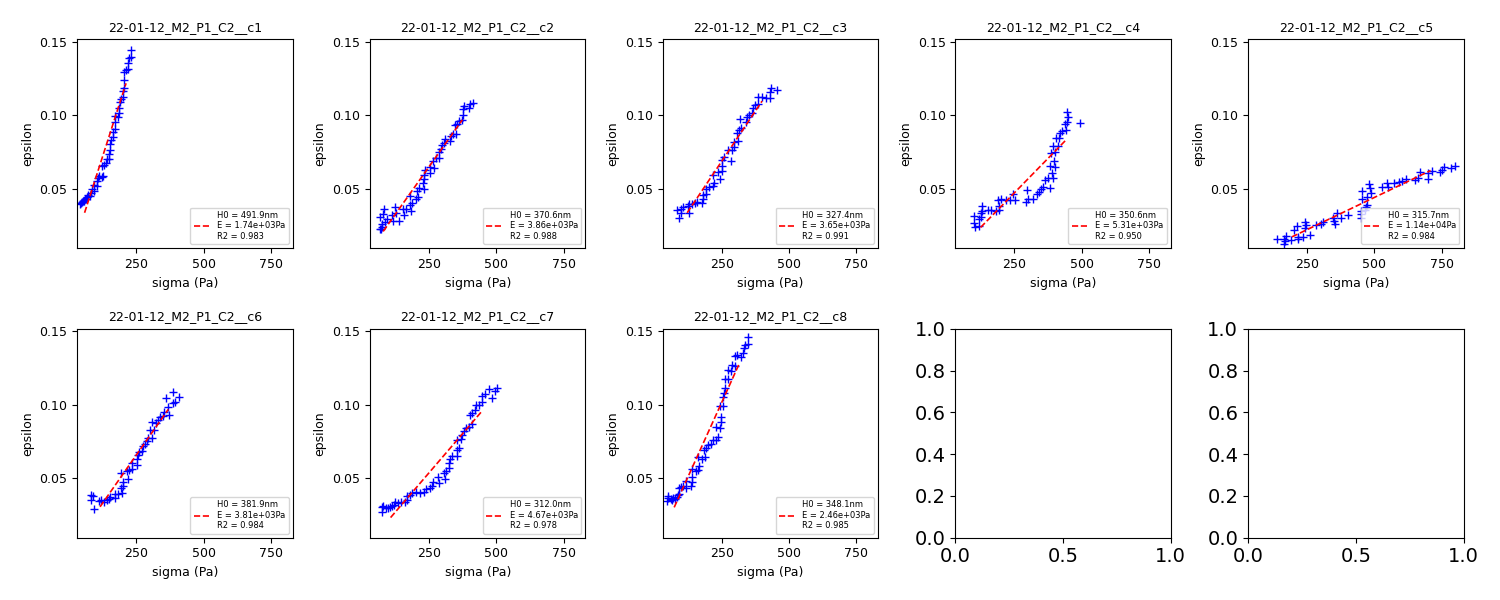 22-01-12_M2_P1_C2__c1
22-01-12_M2_P1_C2__c2
22-01-12_M2_P1_C2__c3
22-01-12_M2_P1_C2__c4
22-01-12_M2_P1_C2__c5
0.15
0.10
0.05
epsilon
H0 = 491.9nm
E = 1.74e+03Pa
R2 = 0.983
250
500
750
sigma (Pa)
0.15
0.10
0.05
epsilon
H0 = 370.6nm
E = 3.86e+03Pa
R2 = 0.988
250
500
750
sigma (Pa)
0.15
0.10
0.05
epsilon
H0 = 327.4nm
E = 3.65e+03Pa
R2 = 0.991
250
500
750
sigma (Pa)
0.15
0.10
0.05
epsilon
H0 = 350.6nm
E = 5.31e+03Pa
R2 = 0.950
250
500
750
sigma (Pa)
0.15
0.10
0.05
epsilon
H0 = 315.7nm
E = 1.14e+04Pa
R2 = 0.984
250
500
750
sigma (Pa)
22-01-12_M2_P1_C2__c6
22-01-12_M2_P1_C2__c7
22-01-12_M2_P1_C2__c8
0.15
0.10
0.05
epsilon
H0 = 381.9nm
E = 3.81e+03Pa
R2 = 0.984
250
500
750
sigma (Pa)
0.15
0.10
0.05
epsilon
H0 = 312.0nm
E = 4.67e+03Pa
R2 = 0.978
250
500
750
sigma (Pa)
0.15
0.10
0.05
epsilon
H0 = 348.1nm
E = 2.46e+03Pa
R2 = 0.985
250
500
750
sigma (Pa)
1.0
0.8
0.6
0.4
0.2
0.0
0.0
0.5
1.0
1.0
0.8
0.6
0.4
0.2
0.0
0.0
0.5
1.0